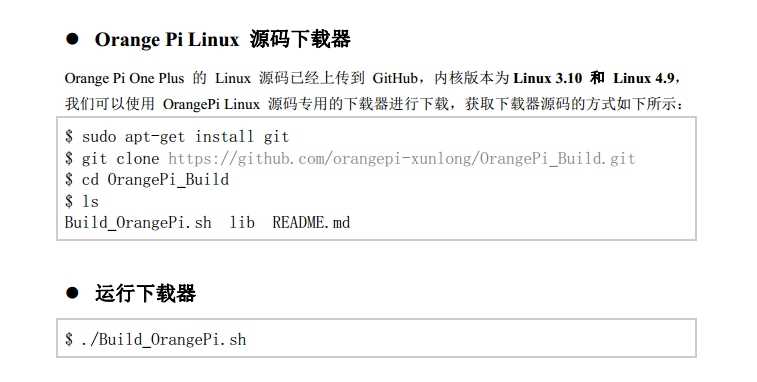 ● Orange Pi Linux 源码下载器
Orange Pi One Plus 的 Linux 源码已经上传到 GitHub，内核版本为 Linux 3.10 和 Linux 4.9，
我们可以使用 OrangePi Linux 源码专用的下载器进行下载，获取下载器源码的方式如下所示：
$ sudo apt-get install git
$ git clone https://github.com/orangepi-xunlong/OrangePi_Build.git
$ cd OrangePi_Build
$ ls
Build_OrangePi.sh lib README.md
● 运行下载器
$ ./Build_OrangePi.sh